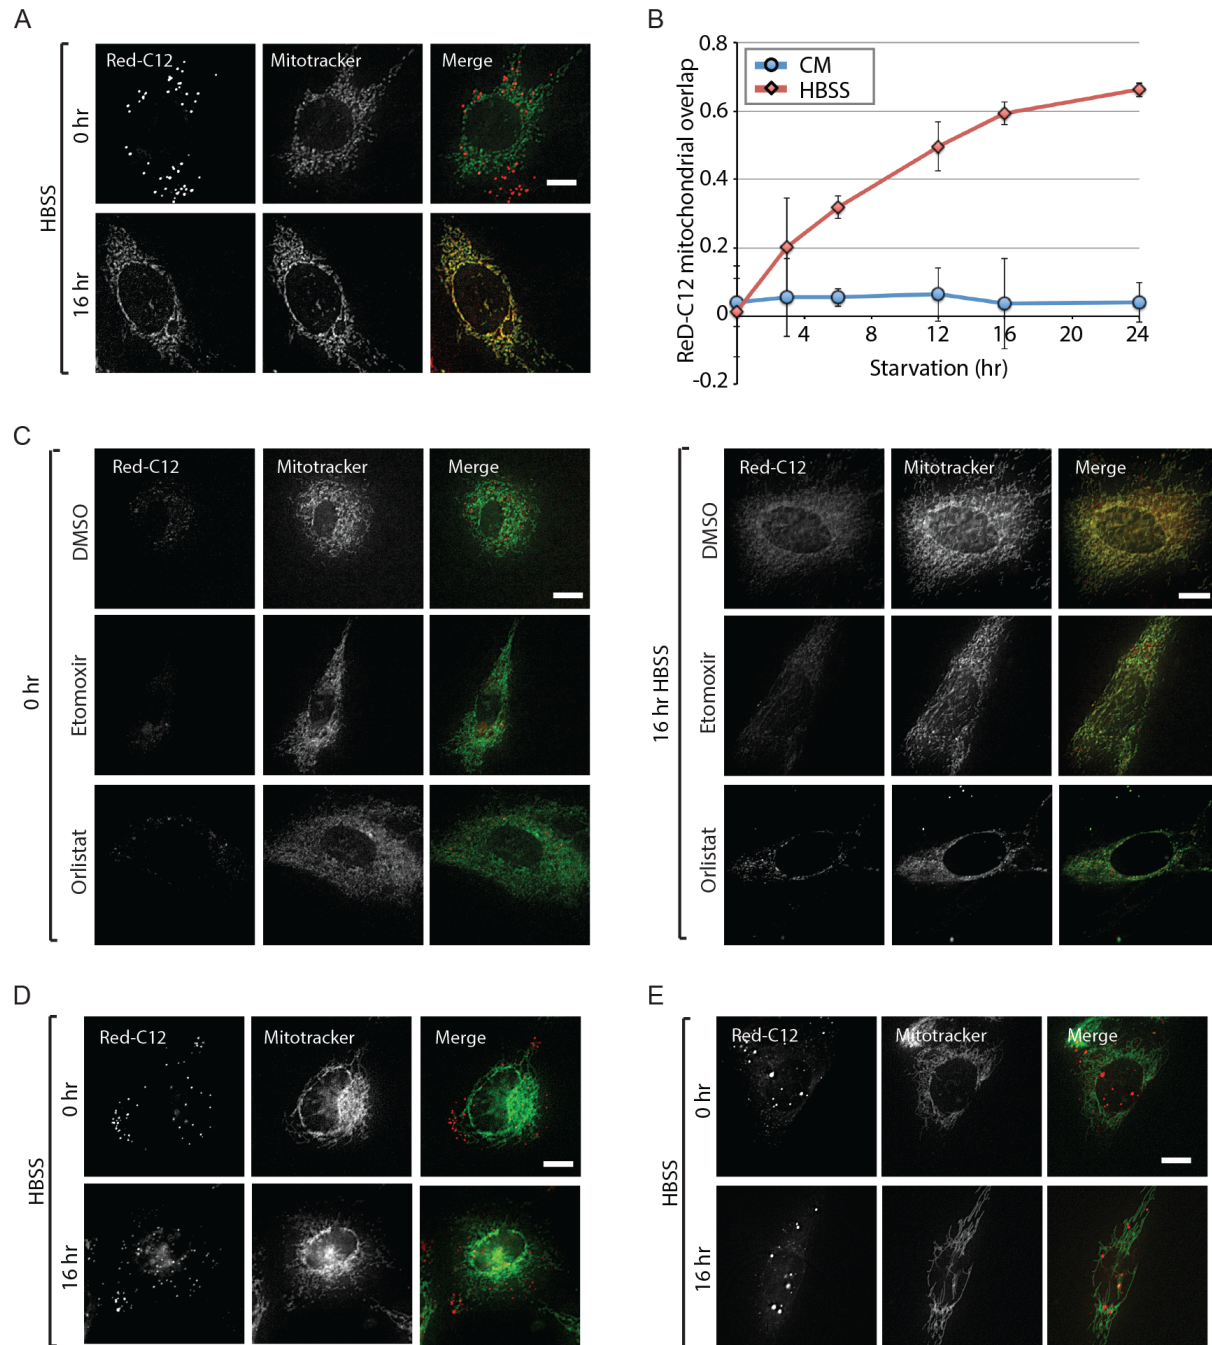 A
Red-C12
Mitotracker
Merge
0 hr
16 hr
HBSS
B
0.8
0.6
0.4
0.2
0
-0.2
CM
HBSS
ReD-C12 mitochondrial overlap
4
8
12
16
20
24
Starvation (hr)
C
Red-C12
Mitotracker
Merge
DMSO
Etomoxir
Orlistat
0 hr
Red-C12
Mitotracker
Merge
DMSO
Etomoxir
Orlistat
16 hr HBSS
D
Red-C12
Mitotracker
Merge
0 hr
16 hr
HBSS
E
Red-C12
Mitotracker
Merge
0 hr
16 hr
HBSS